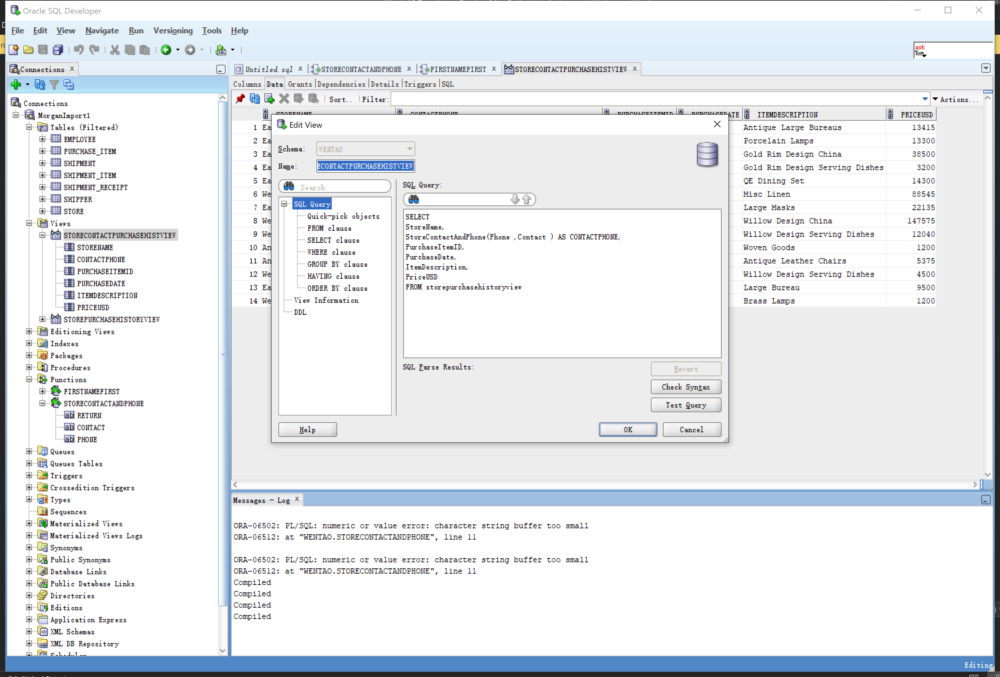 Oracle SQL Developer
File Edit View Navigate Run Versioning Tools Help
ask
Tom
Connections
Untitled.sql STORECONTACTANDPHONE FIRSTNAMEFIRST STORECONTACTPURCHASEHISTVIEW
Columns Data Grants Dependencies Details Triggers SQL
Sort.. Filter: Actions...
STORENAME CONTACTPHONE PURCHASEITEMID PURCHASEDATE ITEMDESCRIPTION PRICEUSD
1 Ea Antique Large Bureaus 13415
2 Ea Porcelain Lamps 13300
3 Ea Gold Rim Design China 38500
4 Ea Gold Rim Design Serving Dishes 3200
5 Ea QE Dining Set 14300
6 We Misc Linen 88545
7 Ea Large Masks 22135
8 We Willow Design China 147575
9 We Willow Design Serving Dishes 12040
10 An Woven Goods 1200
11 An Antique Leather Chairs 5375
12 We Willow Design Serving Dishes 4500
13 Ea Large Bureau 9500
14 We Brass Lamps 1200
Connections
MorganImport1
Tables (Filtered)
EMPLOYEE
PURCHASE_ITEM
SHIPMENT
SHIPMENT_ITEM
SHIPMENT_RECEIPT
SHIPPER
STORE
Views
STORECONTACTPURCHASEHISTVIEW
STORENAME
CONTACTPHONE
PURCHASEITEMID
PURCHASEDATE
ITEMDESCRIPTION
PRICEUSD
STOREPURCHASEHISTORYVIEW
Editioning Views
Indexes
Packages
Procedures
Functions
FIRSTNAMEFIRST
STORECONTACTANDPHONE
RETURN
CONTACT
PHONE
Queues
Queues Tables
Triggers
Crossedition Triggers
Types
Sequences
Materialized Views
Materialized Views Logs
Synonyms
Public Synonyms
Database Links
Public Database Links
Directories
Editions
Application Express
XML Schemas
XML DB Repository
Edit View
Schema: WENTAO
Name: ECONTACTPURCHASEHISTVIEW
Search
SQL Query
Quick-pick objects
FROM clause
SELECT clause
WHERE clause
GROUP BY clause
HAVING clause
ORDER BY clause
View Information
DDL
SQL Query:
SELECT
StoreName,
StoreContactAndPhone(Phone ,Contact ) AS CONTACTPHONE,
PurchaseItemID,
PurchaseDate,
ItemDescription,
PriceUSD
FROM storepurchasehistoryview
SQL Parse Results:
Revert
Check Syntax
Test Query
Help OK Cancel
Messages - Log
ORA-06502: PL/SQL: numeric or value error: character string buffer too small
ORA-06512: at "WENTAO.STORECONTACTANDPHONE", line 11
ORA-06502: PL/SQL: numeric or value error: character string buffer too small
ORA-06512: at "WENTAO.STORECONTACTANDPHONE", line 11
Compiled
Compiled
Compiled
Compiled
Editing